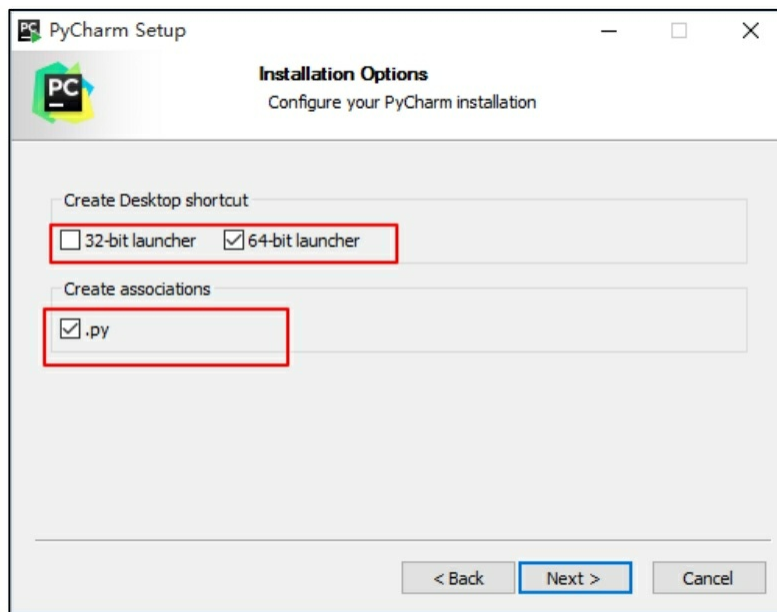 PyCharm Setup
PC
Installation Options
Configure your PyCharm installation
Create Desktop shortcut
32-bit launcher 64-bit launcher
Create associations
.py
< Back Next > Cancel